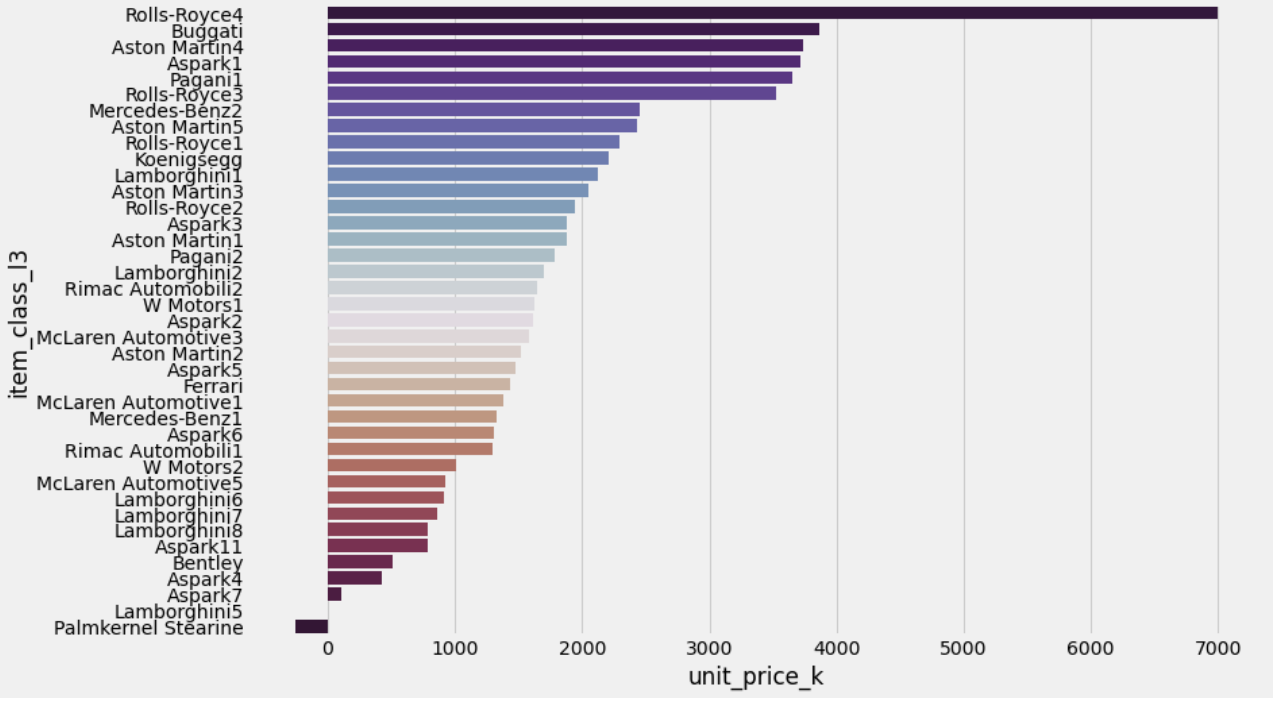 Rolls-Royce4
Buggati
Aston Martin4
Aspark1
Pagani1
Rolls-Royce3
Mercedes-Benz2
Aston Martin5
Rolls-Royce1
Koenigsegg
Lamborghini1
Aston Martin3
Rolls-Royce2
Aspark3
Aston Martin1
Pagani2
Lamborghini2
Rimac Automobili2
W Motors1
Aspark2
McLaren Automotive3
Aston Martin2
Aspark5
Ferrari
McLaren Automotive1
Mercedes-Benz1
Aspark6
Rimac Automobili1
W Motors2
McLaren Automotive5
Lamborghini6
Lamborghini7
Lamborghini8
Aspark11
Bentley
Aspark4
Aspark7
Lamborghini5
Palmkernel Stearine
item_class_l3
0 1000 2000 3000 4000 5000 6000 7000
unit_price_k